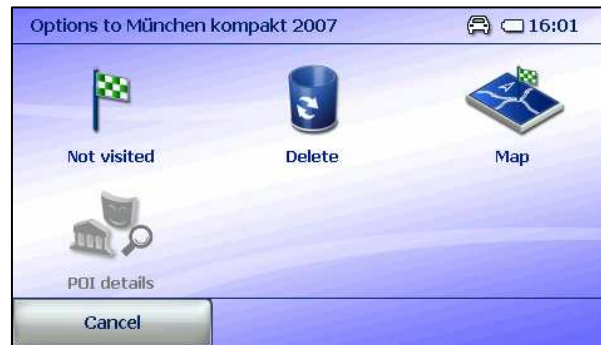 Options to München kompakt 2007 16:01
Not visited Delete Map
POI details
Cancel